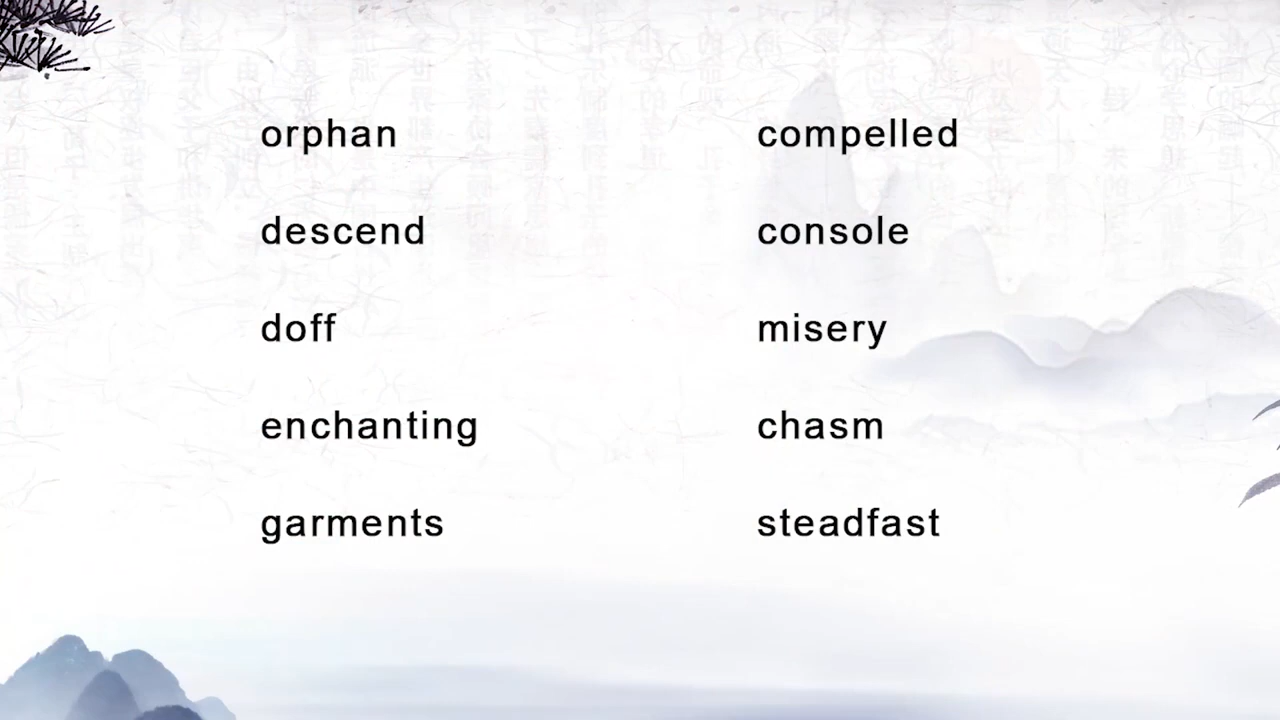 orphan
descend
doff
enchanting
garments
compelled
console
misery
chasm
steadfast